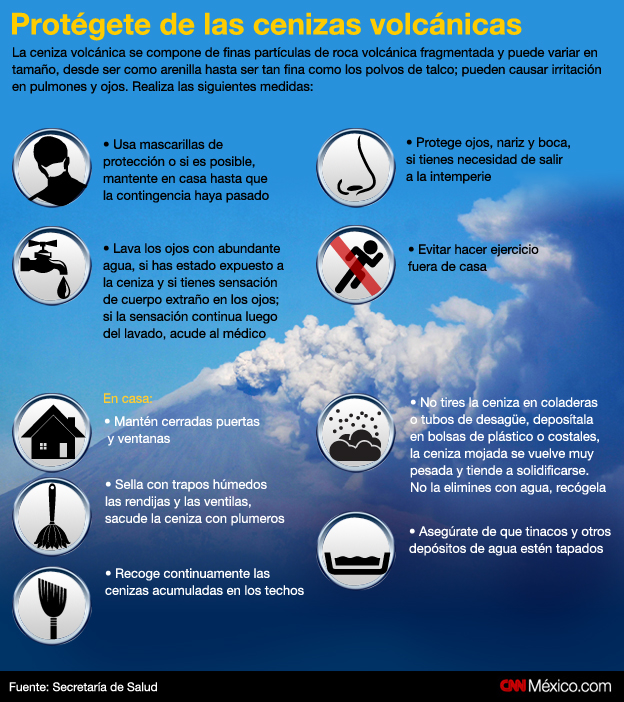 Protégete de las cenizas volcánicas
La ceniza volcánica se compone de finas partículas de roca volcánica fragmentada y puede variar en
tamaño, desde ser como arenilla hasta ser tan fina como los polvos de talco; pueden causar irritación
en pulmones y ojos. Realiza las siguientes medidas:
• Usa mascarillas de
protección o si es posible,
mantente en casa hasta que
la contingencia haya pasado
• Protege ojos, nariz y boca,
si tienes necesidad de salir
a la intemperie
• Lava los ojos con abundante
agua, si has estado expuesto a
la ceniza y si tienes sensación
de cuerpo extraño en los ojos;
si la sensación continua luego
del lavado, acude al médico
• Evitar hacer ejercicio
fuera de casa
En casa:
• Mantén cerradas puertas
y ventanas
• Sella con trapos húmedos
las rendijas y las ventilas,
sacude la ceniza con plumeros
• Recoge continuamente las
cenizas acumuladas en los techos
• No tires la ceniza en coladeras
o tubos de desagüe, deposítala
en bolsas de plástico o costales,
la ceniza mojada se vuelve muy
pesada y tiende a solidificarse.
No la elimines con agua, recógela
• Asegúrate de que tinacos y otros
depósitos de agua estén tapados
Fuente: Secretaría de Salud
CNNMéxico.com